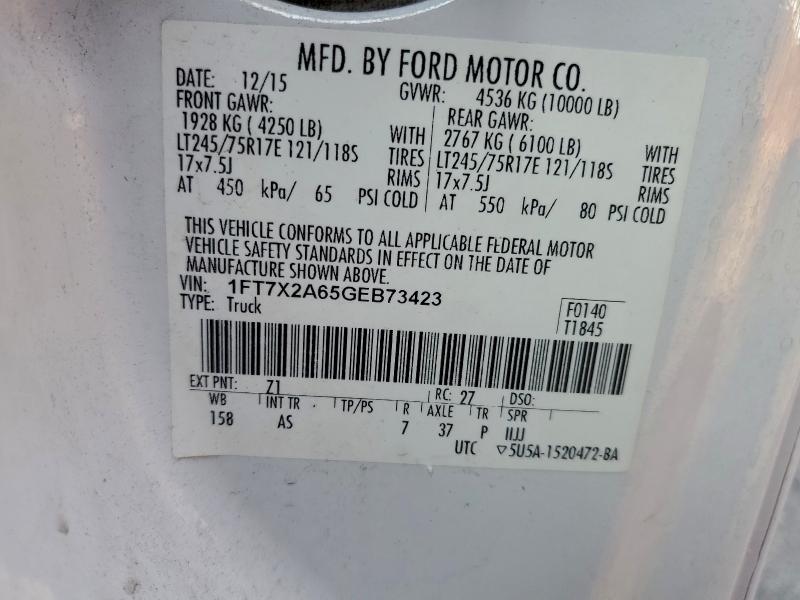 MFD. BY FORD MOTOR CO.
DATE: 12/15 GVWR: 4536 KG (10000 LB)
FRONT GAWR: REAR GAWR:
1928 KG ( 4250 LB) WITH 2767 KG ( 6100 LB) WITH
LT245/75R17E 121/118S TIRES LT245/75R17E 121/118S TIRES
17x7.5J RIMS 17x7.5J RIMS
AT 450 kPa/ 65 PSI COLD AT 550 kPa/ 80 PSI COLD
THIS VEHICLE CONFORMS TO ALL APPLICABLE FEDERAL MOTOR
VEHICLE SAFETY STANDARDS IN EFFECT ON THE DATE OF
MANUFACTURE SHOWN ABOVE.
VIN: 1FT7X2A65GEB73423
TYPE: Truck
F0140
T1845
EXT PNT: Z1 RC: 27 DSO:
WB INT TR TP/PS R AXLE TR SPR
158 AS 7 37 P IIJJ
UTC ▽5U5A-1520472-BA